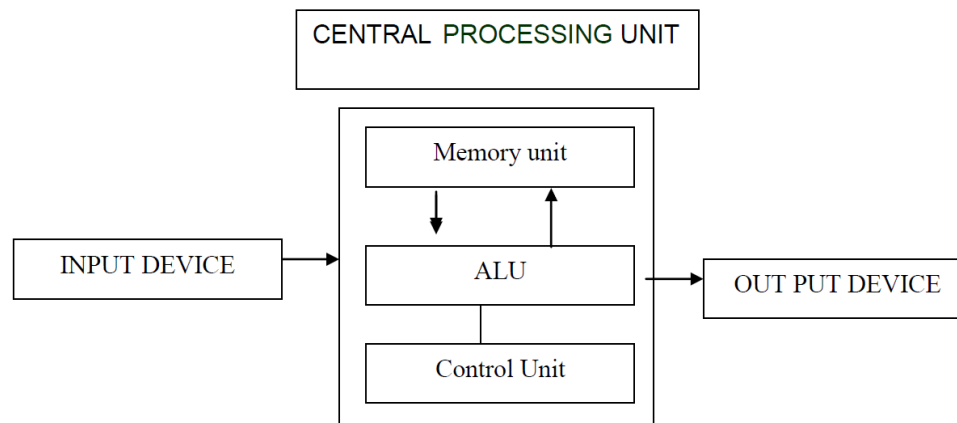 CENTRAL PROCESSING UNIT
Memory unit
INPUT DEVICE
ALU
OUT PUT DEVICE
Control Unit